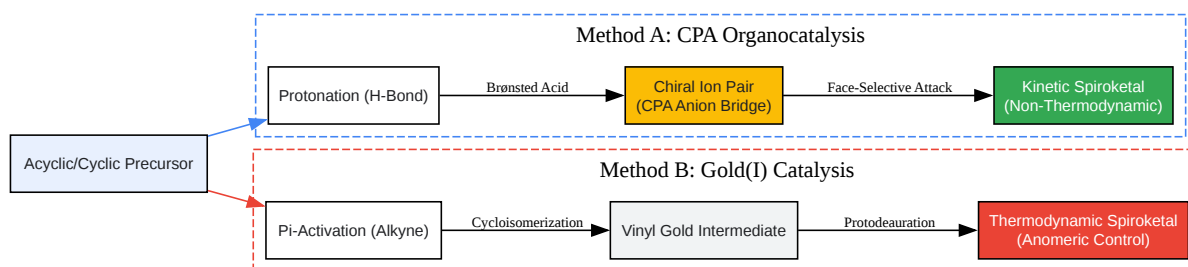 Method A: CPA Organocatalysis
Protonation (H-Bond)
Brønsted Acid
Chiral Ion Pair
(CPA Anion Bridge)
Face-Selective Attack
Kinetic Spiroketal
(Non-Thermodynamic)
Acyclic/Cyclic Precursor
Method B: Gold(I) Catalysis
Pi-Activation (Alkyne)
Cycloisomerization
Vinyl Gold Intermediate
Protodeauration
Thermodynamic Spiroketal
(Anomeric Control)